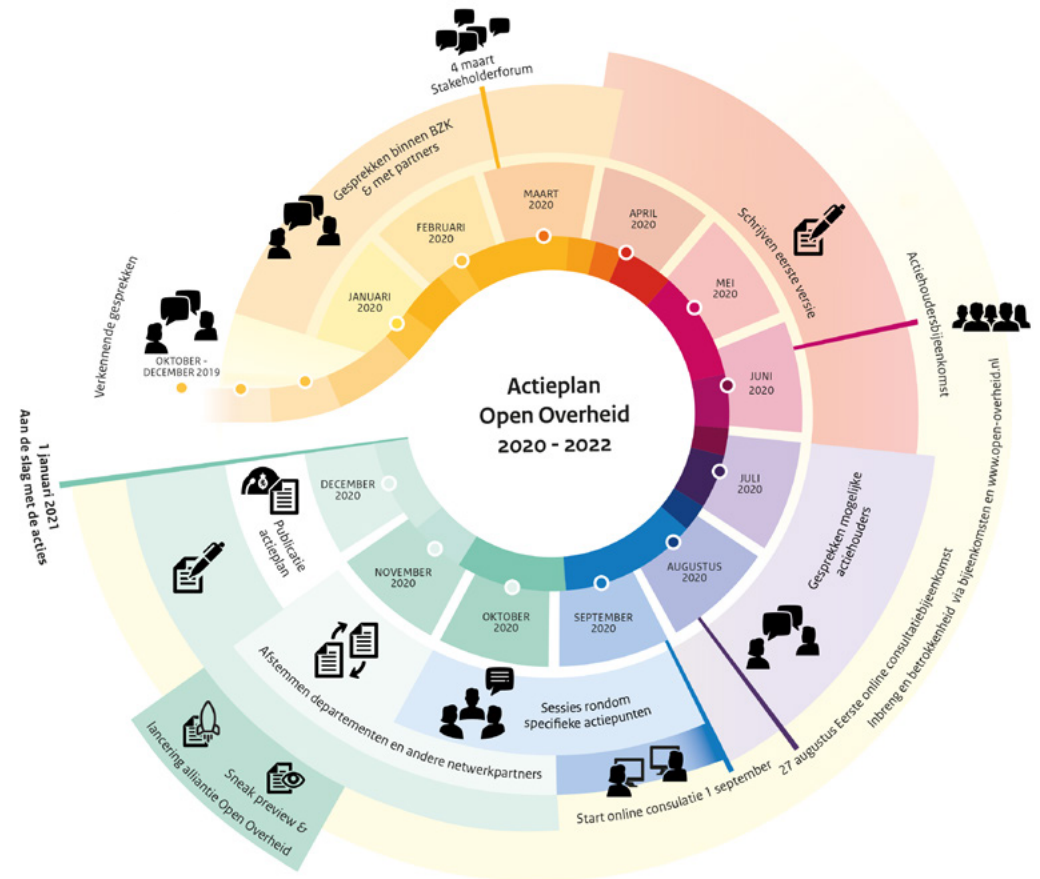 Actieplan
Open Overheid
2020 - 2022
Verkennende gesprekken
OKTOBER -
DECEMBER 2019
JANUARI
2020
FEBRUARI
2020
MAART
2020
APRIL
2020
MEI
2020
JUNI
2020
JULI
2020
AUGUSTUS
2020
SEPTEMBER
2020
OKTOBER
2020
NOVEMBER
2020
DECEMBER
2020
Gesprekken binnen BZK
& met partners
4 maart
Stakeholderforum
Schrijven eerste versie
Actiehoudersbijeenkomst
Gesprekken mogelijke
actiehouders
27 augustus Eerste online consultatiebijeenkomst
Inbreng en betrokkenheid via bijeenkomsten en www.open-overheid.nl
Start online consulatie 1 september
Sessies rondom
specifieke actiepunten
Afstemmen departementen en andere netwerkpartners
Sneak preview &
lancering alliantie Open Overheid
Publicatie
actieplan
1 januari 2021
Aan de slag met de acties